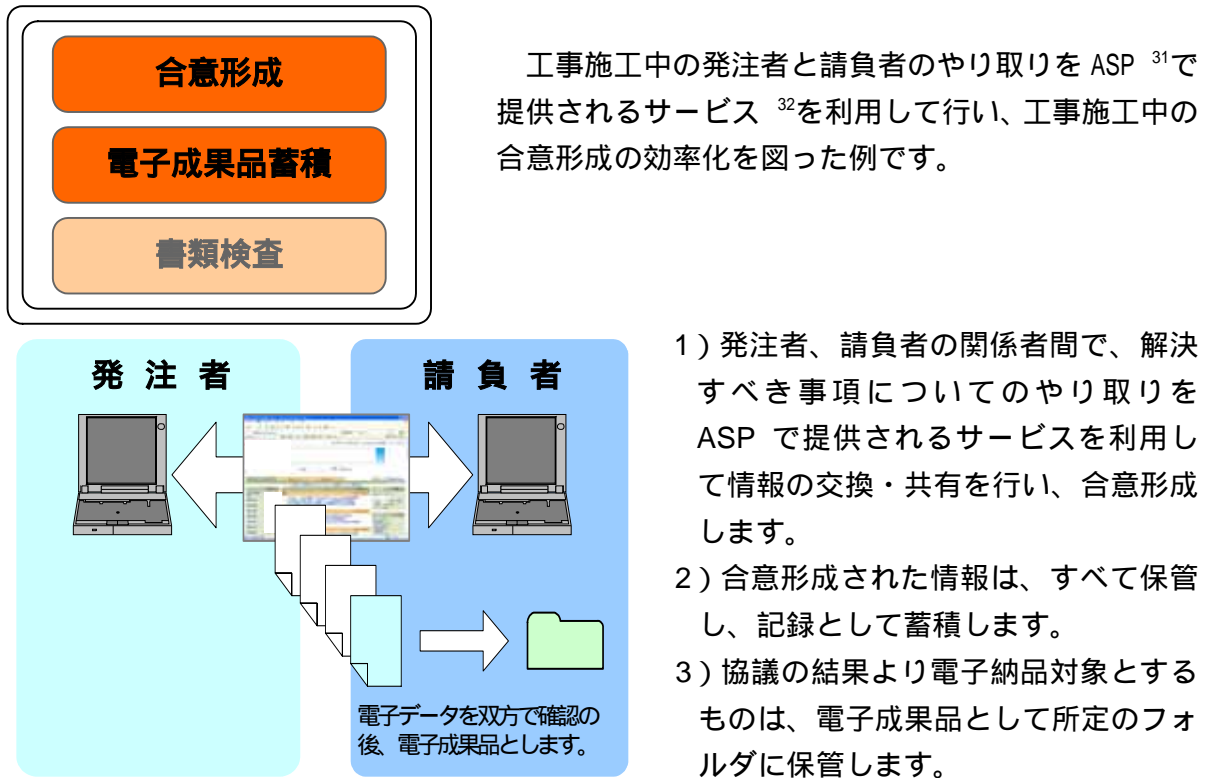 合意形成
電子成果品蓄積
書類検査
工事施工中の発注者と請負者のやり取りを ASP 31で
提供されるサービス 32を利用して行い、工事施工中の
合意形成の効率化を図った例です。
発 注 者
請 負 者
電子データを双方で確認の
後、電子成果品とします。
1）発注者、請負者の関係者間で、解決
すべき事項についてのやり取りを
ASP で提供されるサービスを利用し
て情報の交換・共有を行い、合意形成
します。
2）合意形成された情報は、すべて保管
し、記録として蓄積します。
3）協議の結果より電子納品対象とする
ものは、電子成果品として所定のフォ
ルダに保管します。